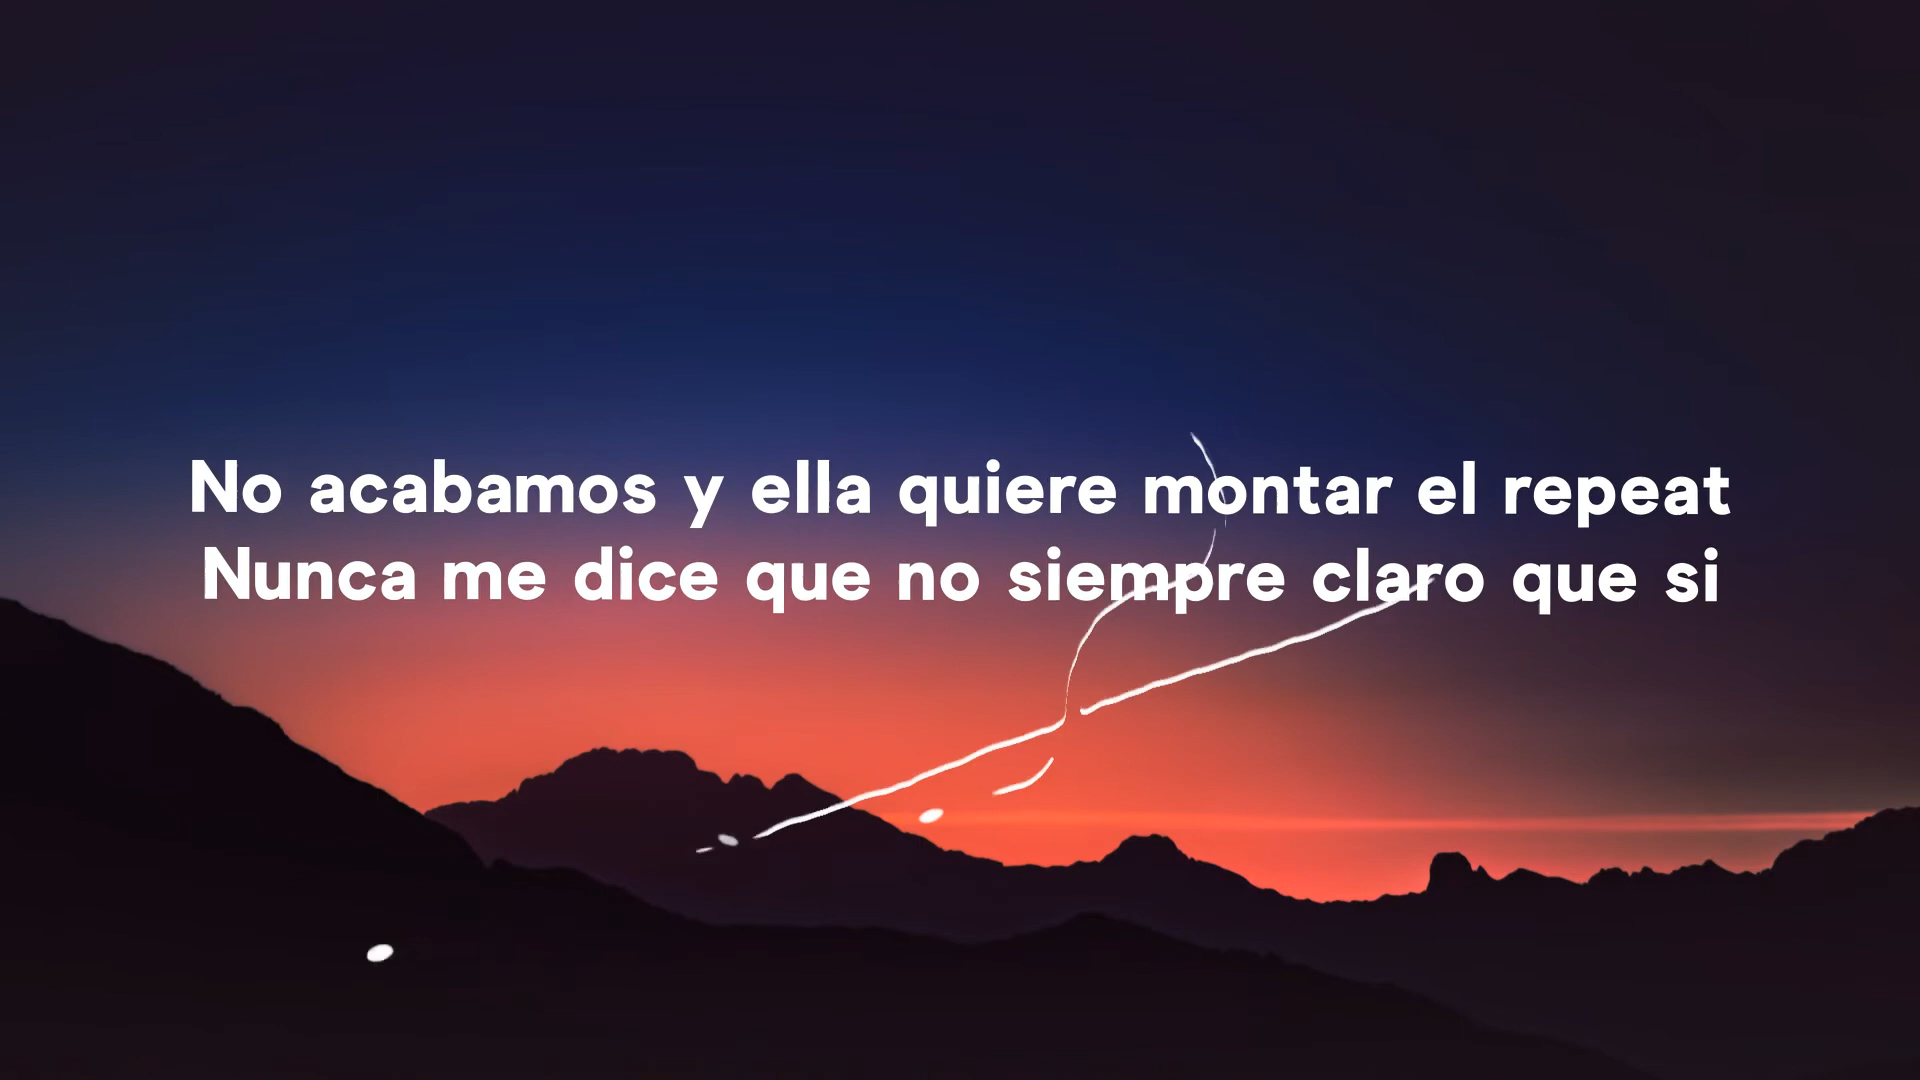 No acabamos y ella quiere montar el repeat
Nunca me dice que no siempre claro que si